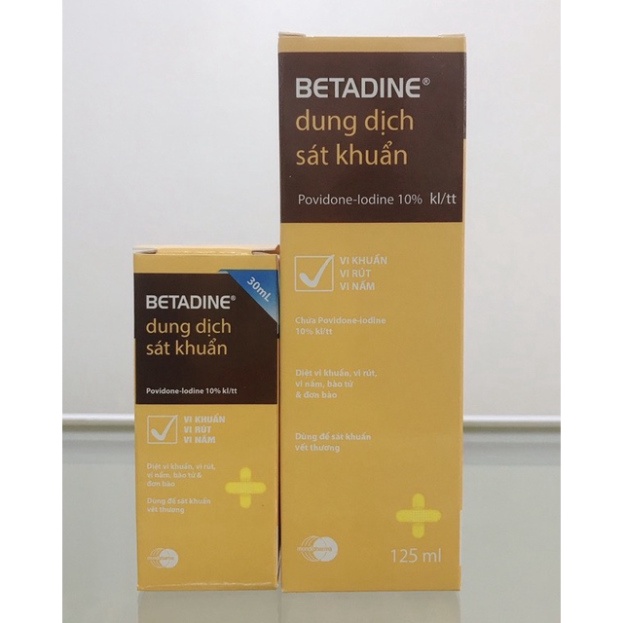 BETADINE®
dung dịch
sát khuẩn
Povidone-Iodine 10% kl/tt
VI KHUẨN
VI RÚT
VI NẤM
Chứa Povidone-iodine
10% kl/tt
Diệt vi khuẩn, vi rút,
vi nấm, bào tử
& đơn bào
Dùng để sát khuẩn
vết thương
125 ml
30mL
BETADINE®
dung dịch
sát khuẩn
Povidone-Iodine 10% kl/tt
VI KHUẨN
VI RÚT
VI NẤM
Diệt vi khuẩn, vi rút,
vi nấm, bào tử &
đơn bào
Dùng để sát khuẩn
vết thương